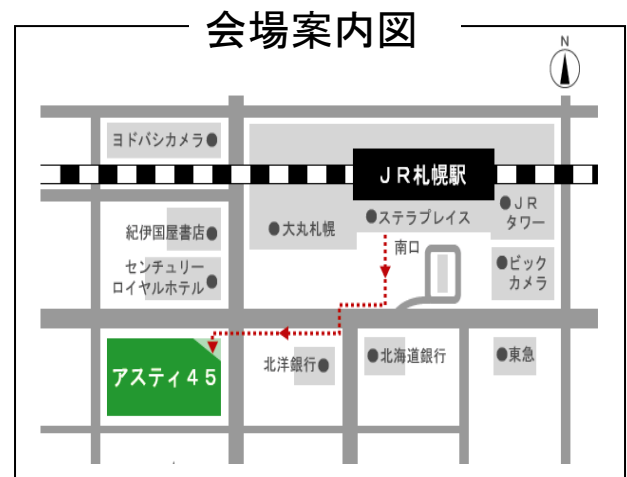 会場案内図
N
ヨドバシカメラ●
JR札幌駅
●JR
タワー
●ステラプレイス
●大丸札幌
紀伊国屋書店●
南口
センチュリー
ロイヤルホテル●
●ビック
カメラ
アスティ45
北洋銀行●
●北海道銀行
●東急